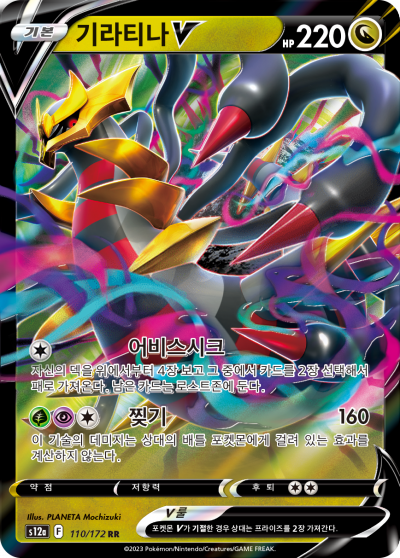 기본 기라티나V HP 220
어비스시크
자신의 덱을 위에서부터 4장 보고 그 중에서 카드를 2장 선택해서
패로 가져온다. 남은 카드는 로스트존에 둔다.
찢기 160
이 기술의 데미지는 상대의 배틀 포켓몬에게 걸려 있는 효과를
계산하지 않는다.
약점 저항력 후퇴
Illus. PLANETA Mochizuki
V룰
s12a F 110/172 RR
포켓몬 V가 기절한 경우 상대는 프라이즈를 2장 가져간다.
©2023 Pokémon/Nintendo/Creatures/GAME FREAK.